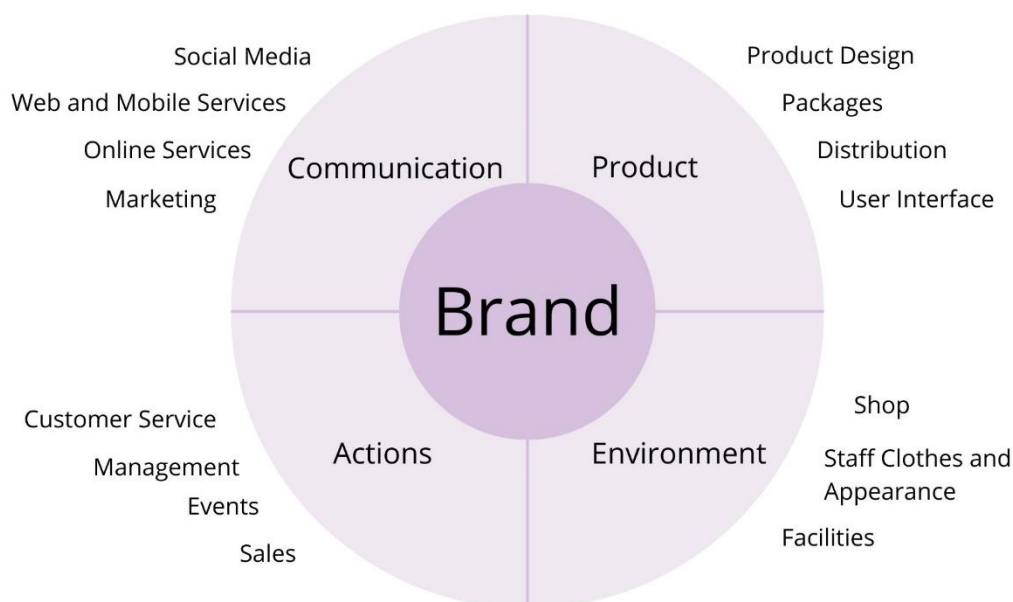 Social Media
Web and Mobile Services
Online Services
Marketing
Communication
Product Design
Packages
Distribution
User Interface
Product
Brand
Customer Service
Management
Events
Sales
Actions
Environment
Shop
Staff Clothes and
Appearance
Facilities